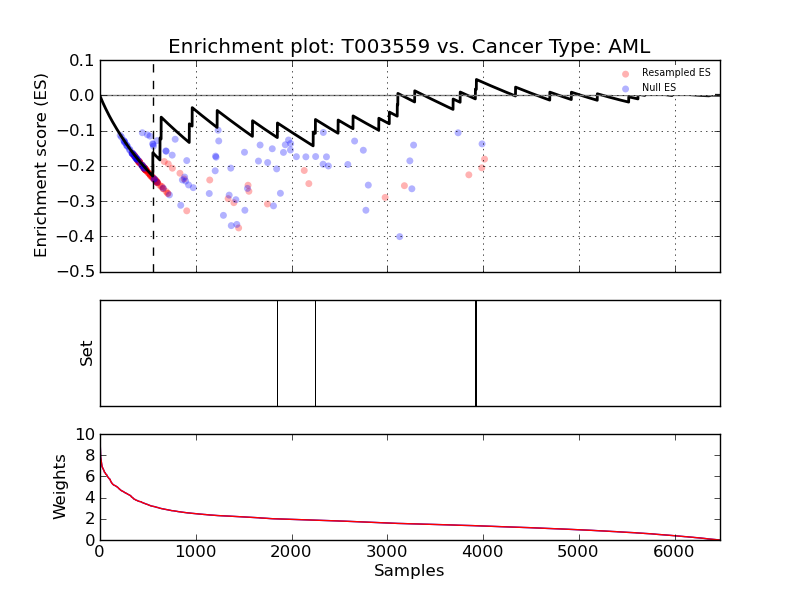 Enrichment plot: T003559 vs. Cancer Type: AML
Enrichment score (ES)
0.1
0.0
−0.1
−0.2
−0.3
−0.4
−0.5
Resampled ES
Null ES
Set
Weights
10
8
6
4
2
0
0 1000 2000 3000 4000 5000 6000
Samples